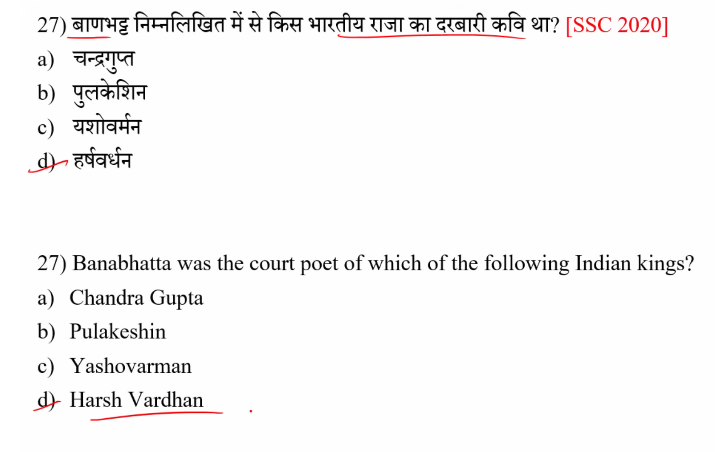 27) बाणभट्ट निम्नलिखित में से किस भारतीय राजा का दरबारी कवि था? [SSC 2020]
a) चन्द्रगुप्त
b) पुलकेशिन
c) यशोवर्मन
d) हर्षवर्धन
27) Banabhatta was the court poet of which of the following Indian kings?
a) Chandra Gupta
b) Pulakeshin
c) Yashovarman
d) Harsh Vardhan